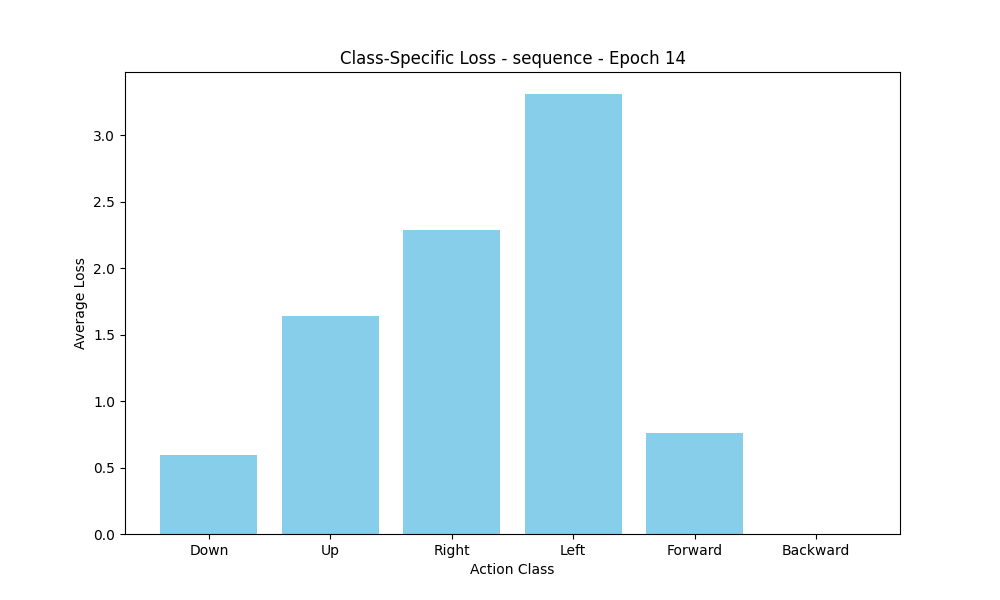 Class-Specific Loss - sequence - Epoch 14
Average Loss
3.0
2.5
2.0
1.5
1.0
0.5
0.0
Down Up Right Left Forward Backward
Action Class